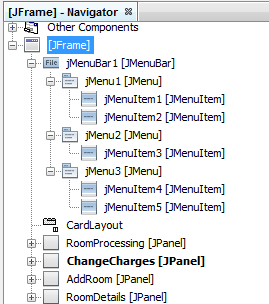 [JFrame] - Navigator
Other Components
[JFrame]
File jMenuBar1 [JMenuBar]
jMenu1 [JMenu]
jMenuItem1 [JMenuItem]
jMenuItem2 [JMenuItem]
jMenu2 [JMenu]
jMenuItem3 [JMenuItem]
jMenu3 [JMenu]
jMenuItem4 [JMenuItem]
jMenuItem5 [JMenuItem]
CardLayout
RoomProcessing [JPanel]
ChangeCharges [JPanel]
AddRoom [JPanel]
RoomDetails [JPanel]